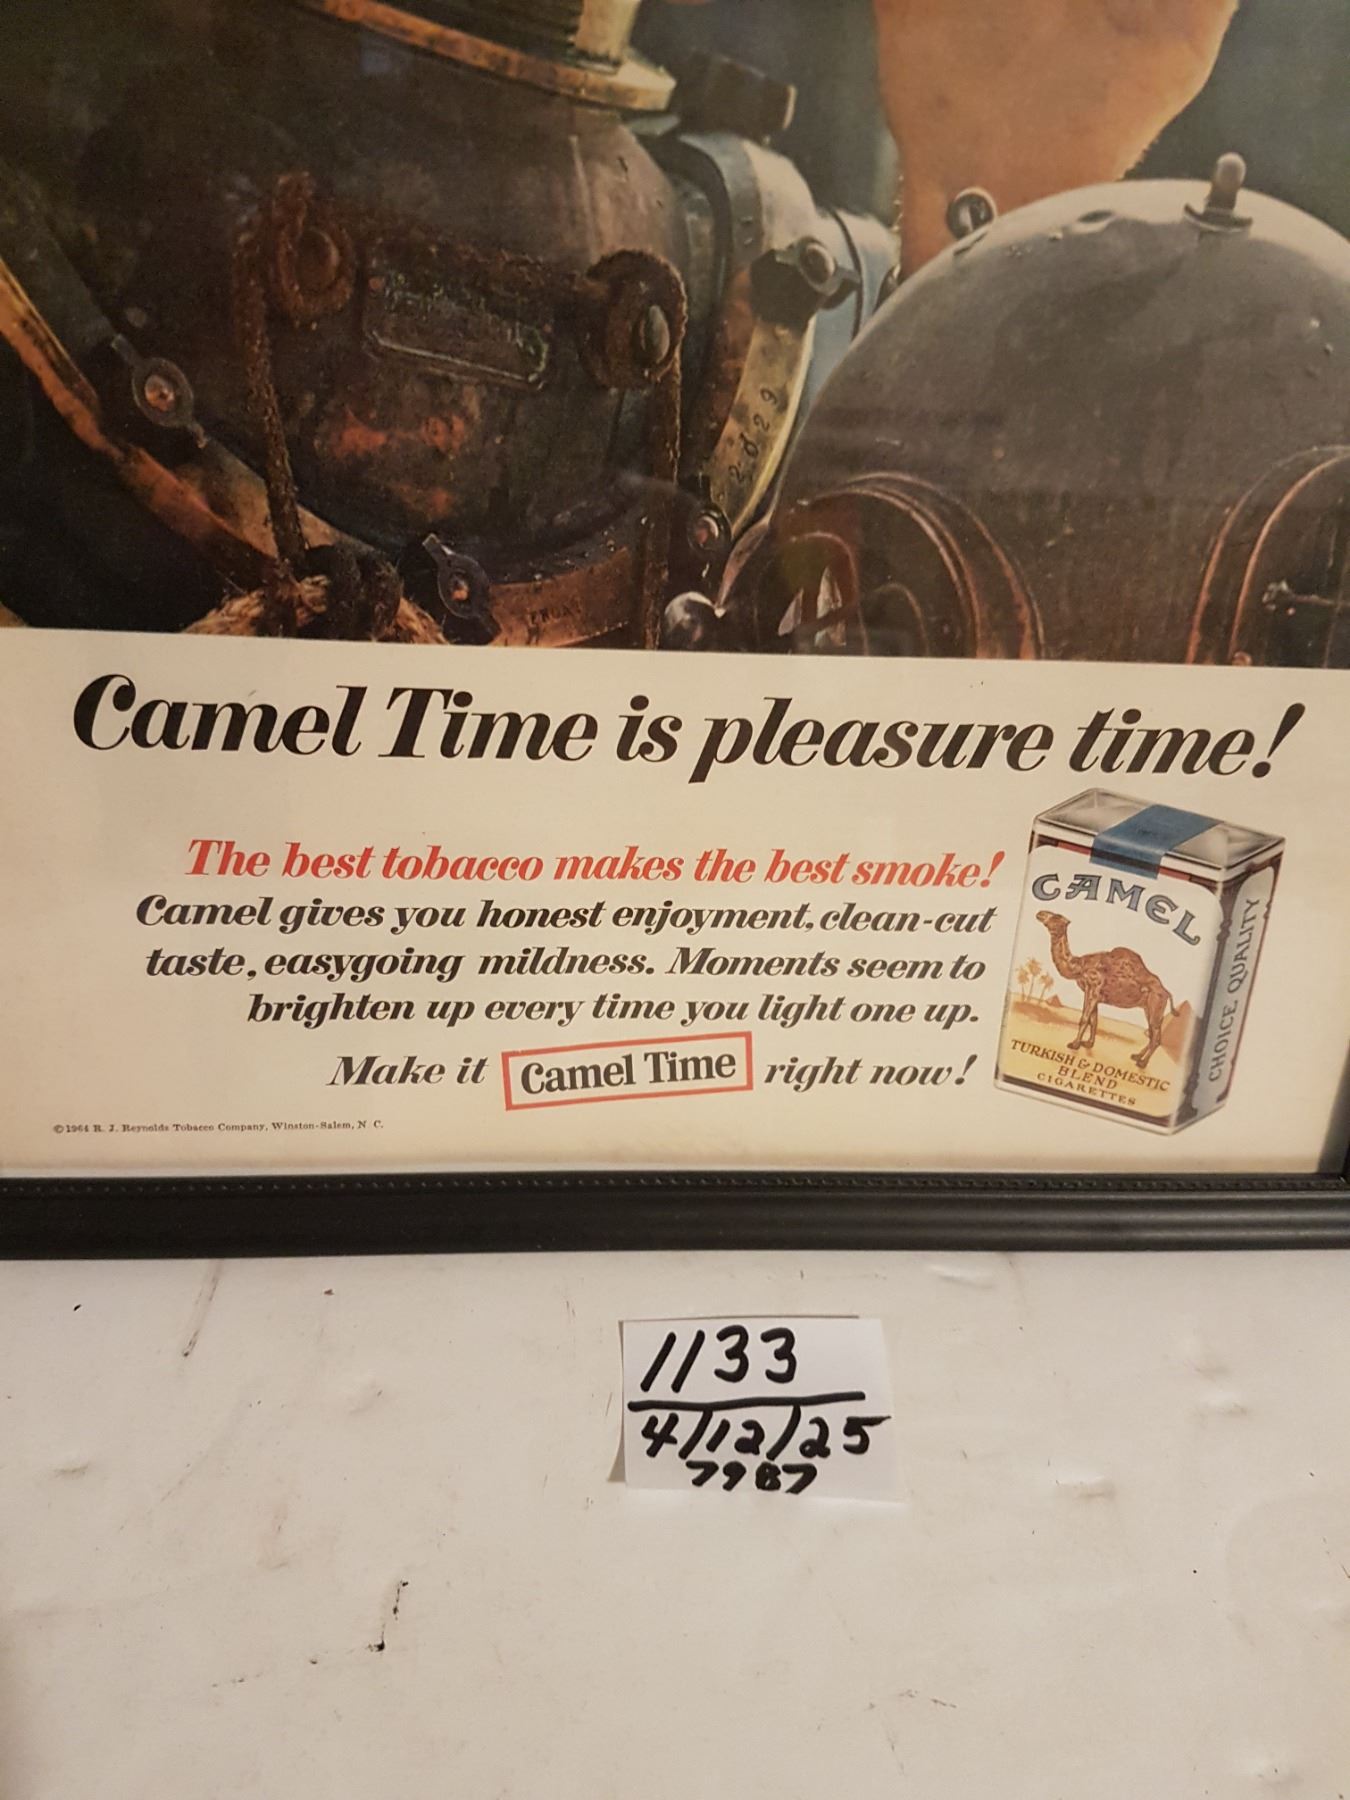 2029
FRONT
Camel Time is pleasure time!
The best tobacco makes the best smoke!
Camel gives you honest enjoyment, clean-cut
taste, easygoing mildness. Moments seem to
brighten up every time you light one up.
Make it Camel Time right now!
CAMEL
TURKISH & DOMESTIC
BLEND
CIGARETTES
CHOICE QUALITY
©1964 R. J. Reynolds Tobacco Company, Winston-Salem, N. C.
1133
4/12/25
7987